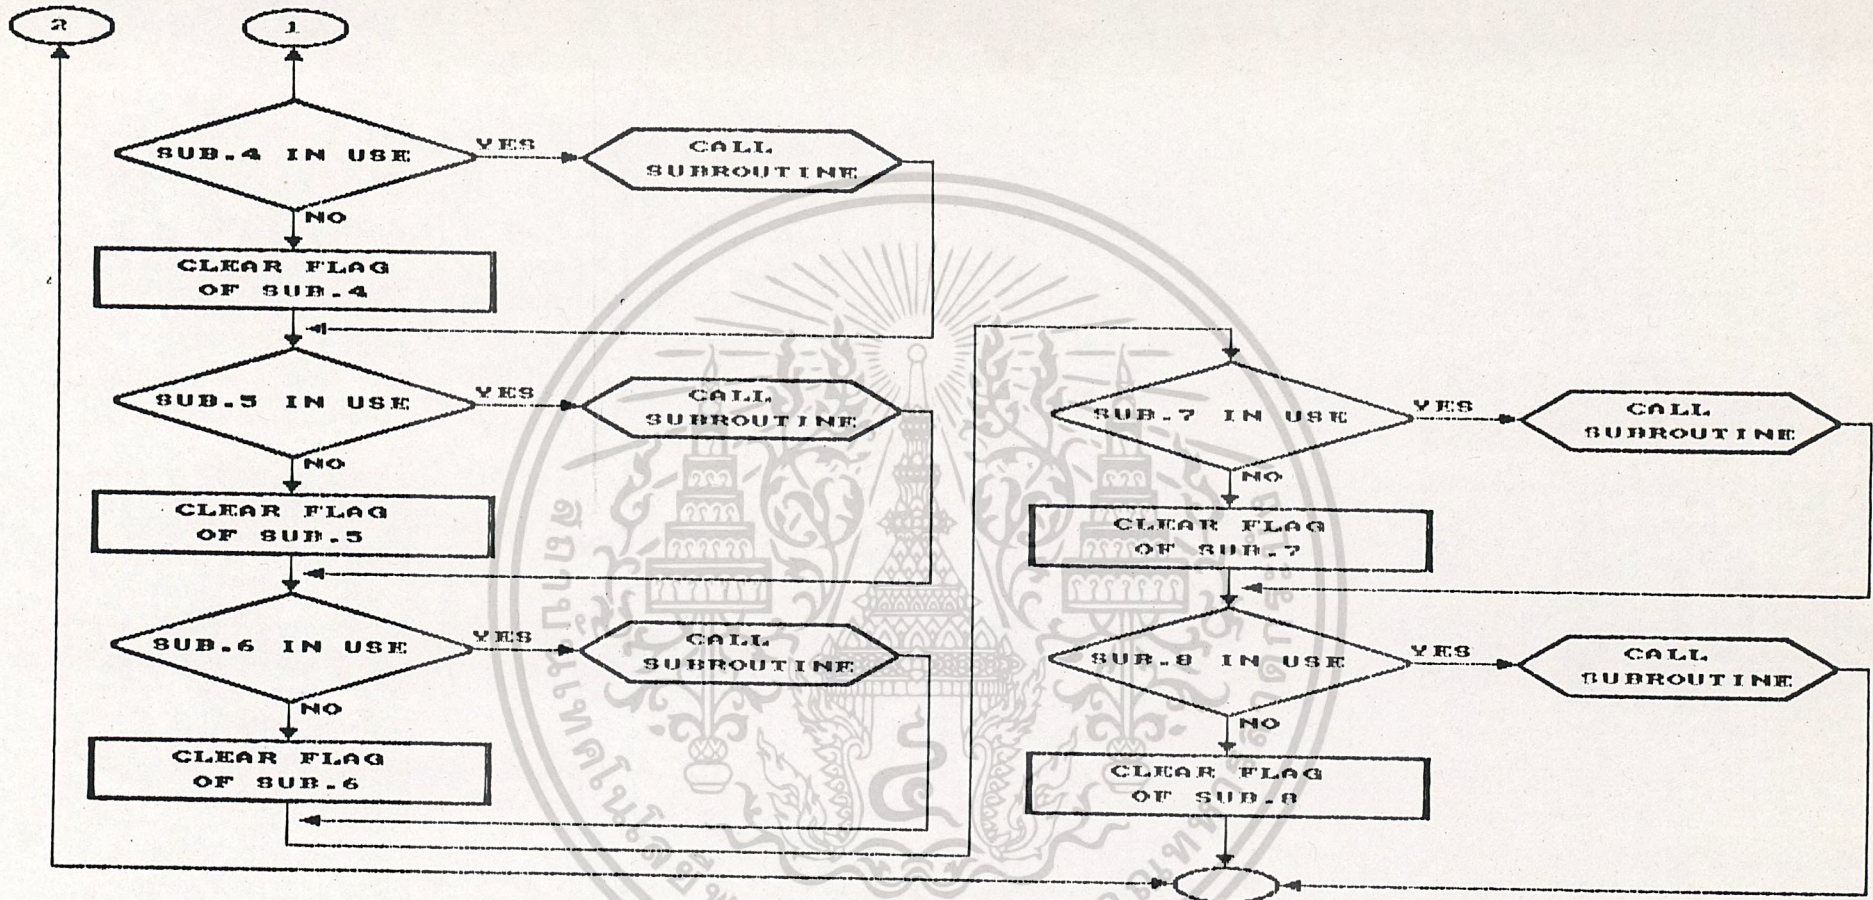 2
1
SUB.4 IN USE
YES
CALL
SUBROUTINE
NO
CLEAR FLAG
OF SUB.4
SUB.5 IN USE
YES
CALL
SUBROUTINE
NO
CLEAR FLAG
OF SUB.5
SUB.6 IN USE
YES
CALL
SUBROUTINE
NO
CLEAR FLAG
OF SUB.6
SUB.7 IN USE
YES
CALL
SUBROUTINE
NO
CLEAR FLAG
OF SUB.7
SUB.8 IN USE
YES
CALL
SUBROUTINE
NO
CLEAR FLAG
OF SUB.8